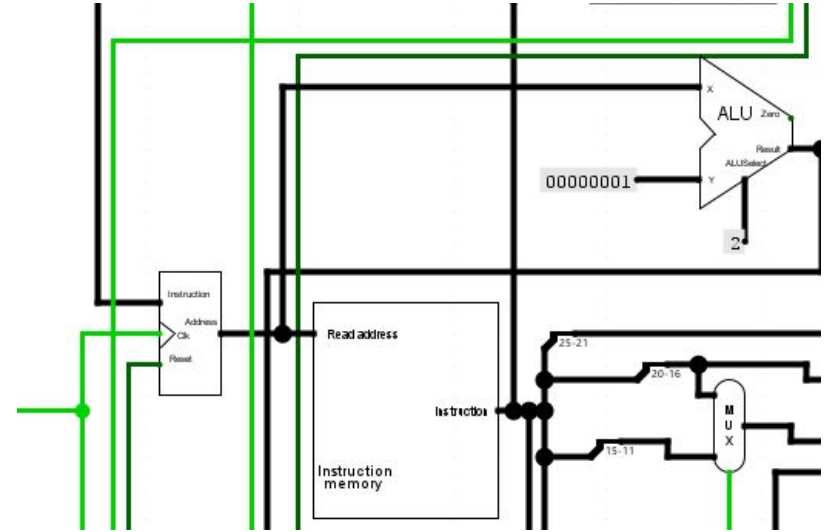 X
ALU
Zero
Result
ALUSelect
00000001
Y
2
Instruction
Address
Clk
Reset
Read address
Instruction
Instruction
memory
25-21
20-16
M
U
X
15-11